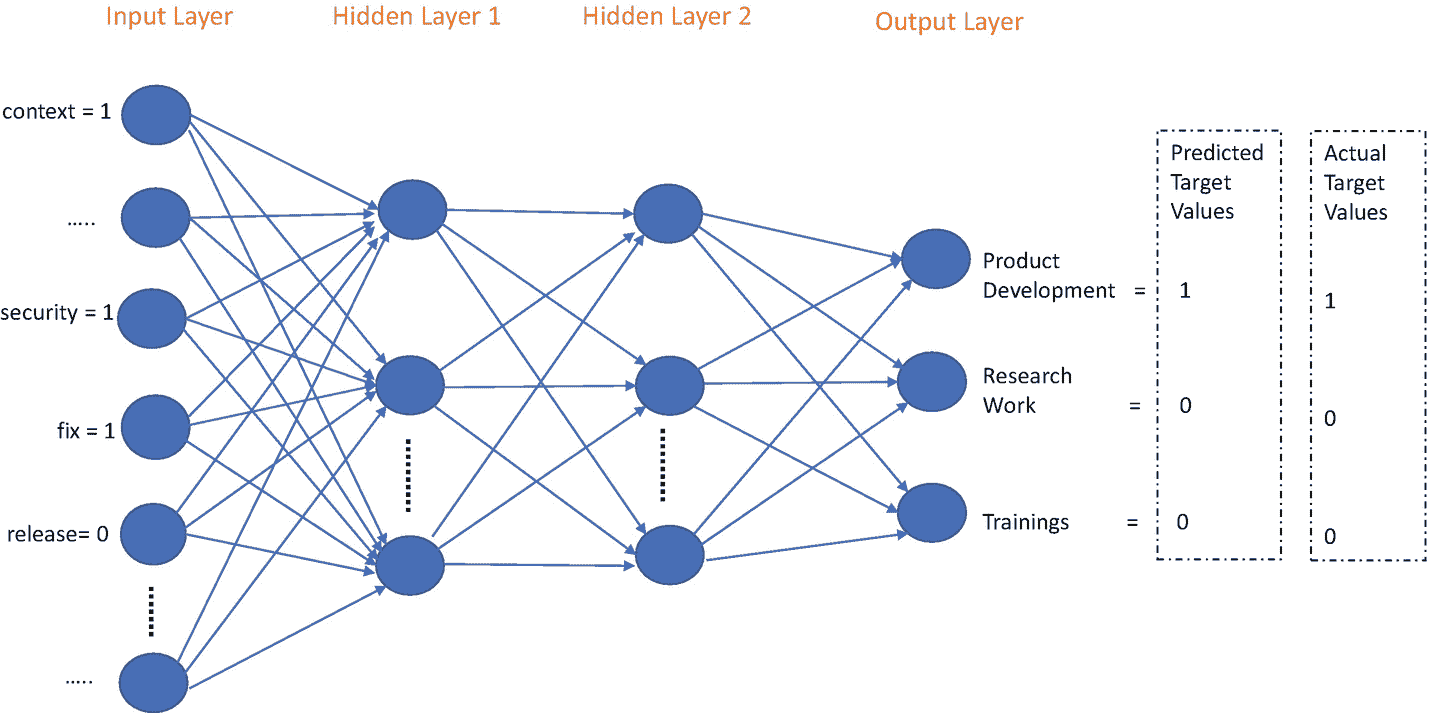 Input Layer
Hidden Layer 1
Hidden Layer 2
Output Layer
context = 1
.....
security = 1
fix = 1
release= 0
.....
Product
Development =
Research
Work =
Trainings =
Predicted
Target
Values
1
0
0
Actual
Target
Values
1
0
0